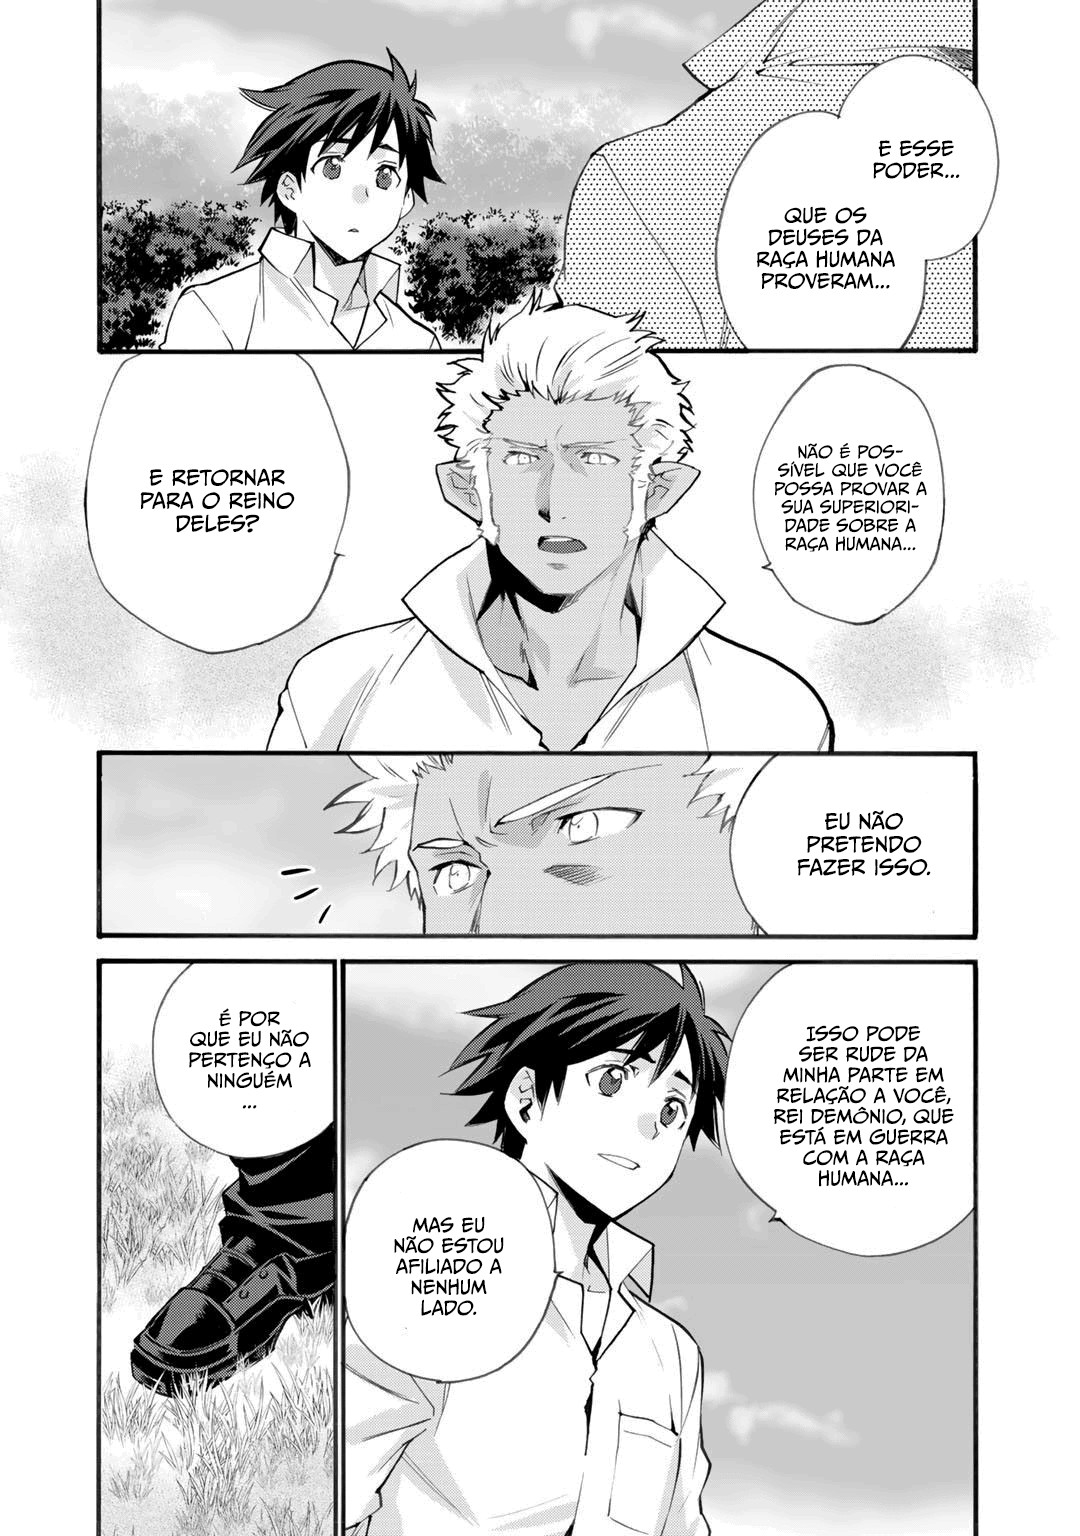 E ESSE
PODER...
QUE OS
DEUSES DA
RAÇA HUMANA
PROVERAM...
NÃO É POS-
SÍVEL QUE VOCÊ
POSSA PROVAR A
SUA SUPERIORI-
DADE SOBRE A
RAÇA HUMANA...
E RETORNAR
PARA O REINO
DELES?
EU NÃO
PRETENDO
FAZER ISSO.
ISSO PODE
SER RUDE DA
MINHA PARTE EM
RELAÇÃO A VOCÊ,
REI DEMÔNIO, QUE
ESTÁ EM GUERRA
COM A RAÇA
HUMANA...
MAS EU
NÃO ESTOU
AFILIADO A
NENHUM
LADO.
É POR
QUE EU NÃO
PERTENÇO A
NINGUÉM
...